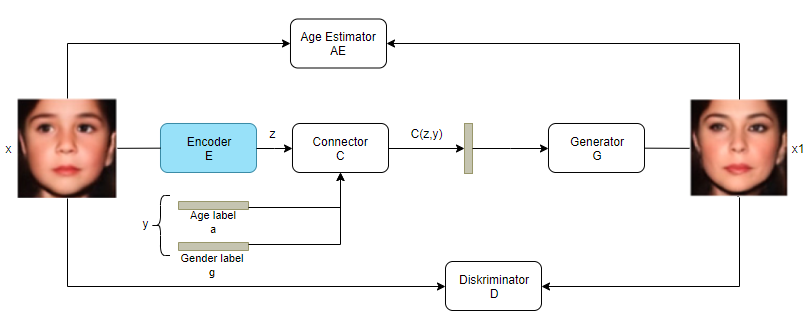 Age Estimator
AE
x
Encoder
E
z
Connector
C
C(z,y)
Generator
G
x1
y
Age label
a
Gender label
g
Diskriminator
D